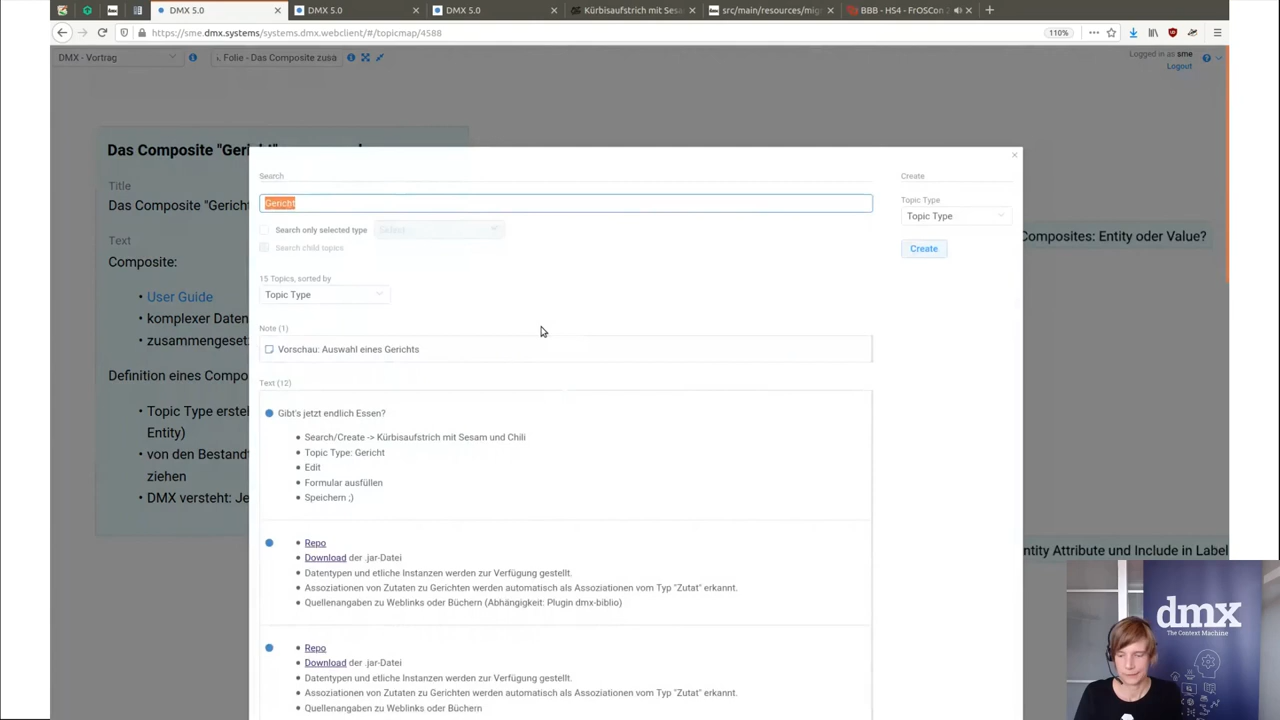 DMX 5.0
DMX 5.0
DMX 5.0
Kürbisaufstrich mit Sesa
src/main/resources/mig
BBB - HS4 - FrOSCon
https://sme.dmx.systems/systems.dmx.webclient/#/topicmap/4588
110%
DMX - Vortrag
Folie - Das Composite zusa
Logged in as sme
Logout
Das Composite "Geri
Title
Das Composite "Gericht
Text
Composite:
• User Guide
• komplexer Daten
• zusammengeset
Definition eines Compo
• Topic Type erstel
Entity)
• von den Bestandt
ziehen
• DMX versteht: Je
Search
Gericht
Search only selected type
Select
Search child topics
15 Topics, sorted by
Topic Type
Note (1)
Vorschau: Auswahl eines Gerichts
Text (12)
Gibt's jetzt endlich Essen?
• Search/Create -> Kürbisaufstrich mit Sesam und Chili
• Topic Type: Gericht
• Edit
• Formular ausfüllen
• Speichern ;)
• Repo
• Download der .jar-Datei
• Datentypen und etliche Instanzen werden zur Verfügung gestellt.
• Assoziationen von Zutaten zu Gerichten werden automatisch als Assoziationen vom Typ "Zutat" erkannt.
• Quellenangaben zu Weblinks oder Büchern (Abhängigkeit: Plugin dmx-biblio)
• Repo
• Download der .jar-Datei
• Datentypen und etliche Instanzen werden zur Verfügung gestellt.
• Assoziationen von Zutaten zu Gerichten werden automatisch als Assoziationen vom Typ "Zutat" erkannt.
• Quellenangaben zu Weblinks oder Büchern
Create
Topic Type
Topic Type
Create
Composites: Entity oder Value?
ntity Attribute und Include in Label
dmx
The Context Machine